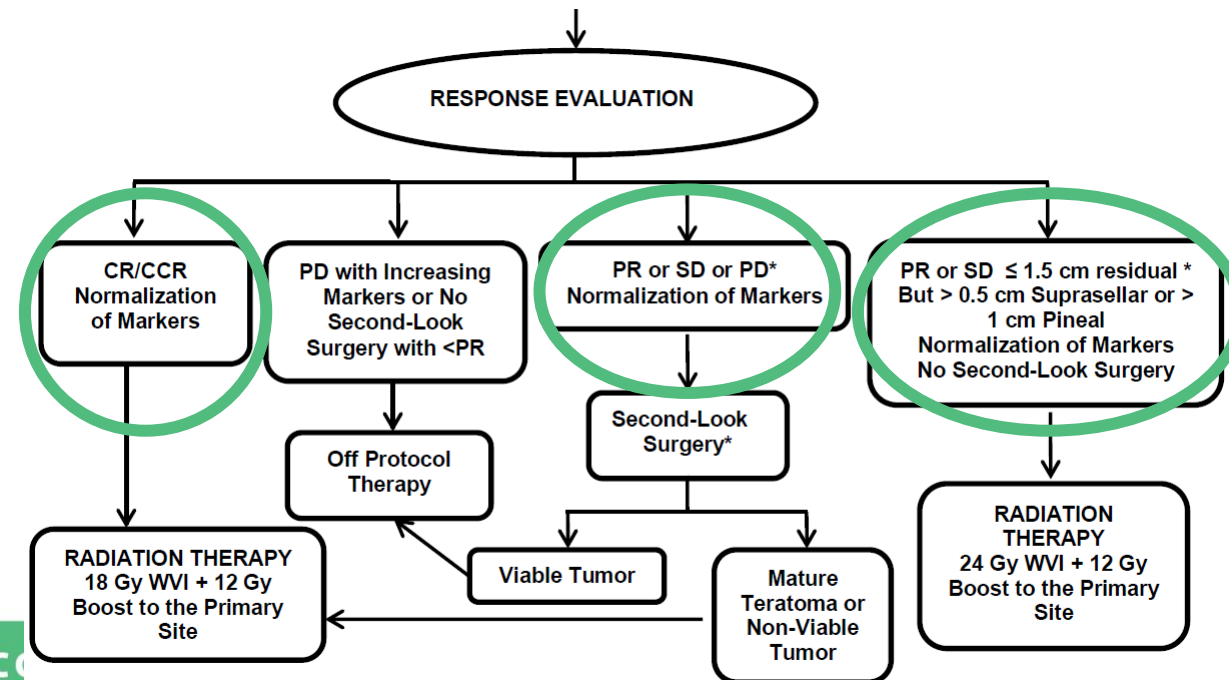 RESPONSE EVALUATION
CR/CCR
Normalization
of Markers
PD with Increasing
Markers or No
Second-Look
Surgery with <PR
PR or SD or PD*
Normalization of Markers
PR or SD ≤ 1.5 cm residual *
But > 0.5 cm Suprasellar or >
1 cm Pineal
Normalization of Markers
No Second-Look Surgery
Second-Look
Surgery*
Off Protocol
Therapy
RADIATION THERAPY
18 Gy WVI + 12 Gy
Boost to the Primary
Site
Viable Tumor
Mature
Teratoma or
Non-Viable
Tumor
RADIATION
THERAPY
24 Gy WVI + 12 Gy
Boost to the Primary
Site